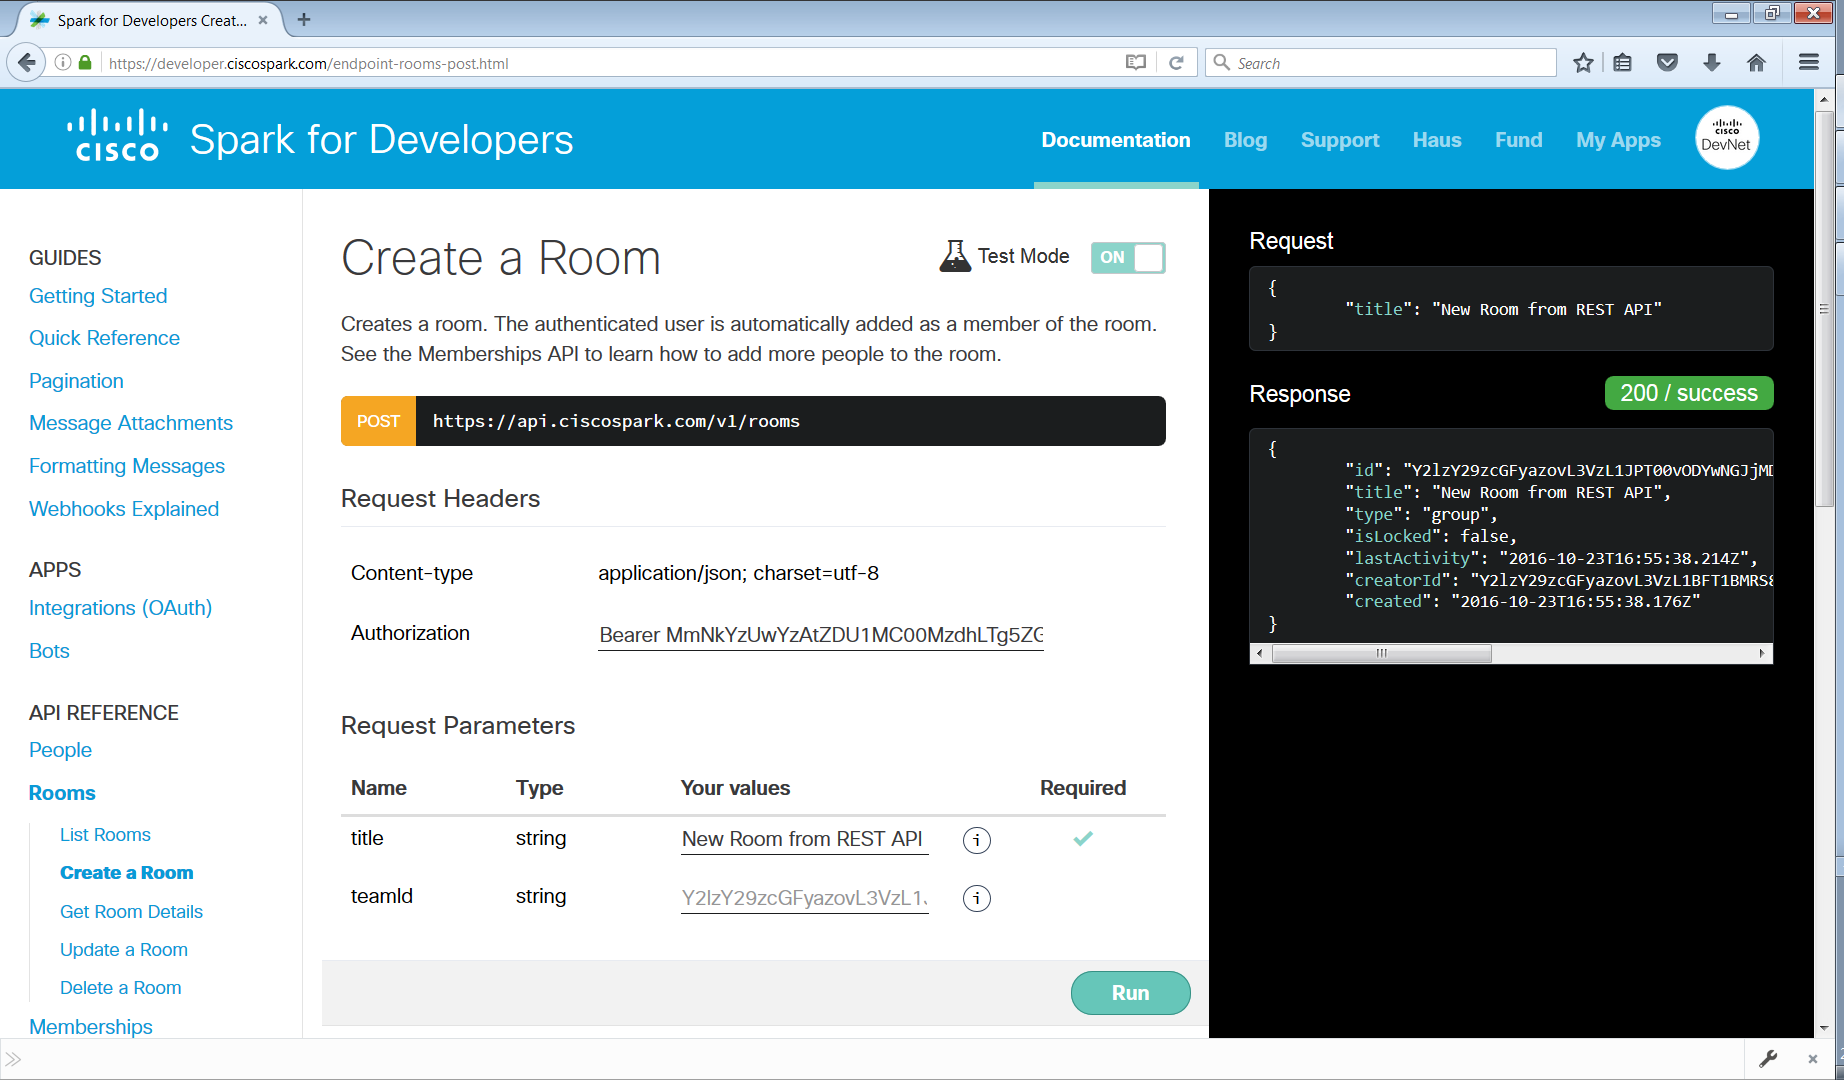 Spark for Developers Creat...
https://developer.ciscospark.com/endpoint-rooms-post.html
Search
CISCO
Spark for Developers
Documentation
Blog
Support
Haus
Fund
My Apps
CISCO
DevNet
GUIDES
Getting Started
Quick Reference
Pagination
Message Attachments
Formatting Messages
Webhooks Explained
APPS
Integrations (OAuth)
Bots
API REFERENCE
People
Rooms
List Rooms
Create a Room
Get Room Details
Update a Room
Delete a Room
Memberships
Create a Room
Test Mode
ON
Creates a room. The authenticated user is automatically added as a member of the room.
See the Memberships API to learn how to add more people to the room.
POST https://api.ciscospark.com/v1/rooms
Request Headers
Content-type application/json; charset=utf-8
Authorization Bearer MmNkYzUwYzAtZDU1MC00MzdhLTg5ZG
Request Parameters
Name Type Your values Required
title string New Room from REST API i
teamId string Y2lzY29zcGFyazovL3VzL1 i
Run
Request
{
"title": "New Room from REST API"
}
Response
200 / success
{
"id": "Y2lzY29zcGFyazovL3VzL1JPT00vODYwNGJjMD
"title": "New Room from REST API",
"type": "group",
"isLocked": false,
"lastActivity": "2016-10-23T16:55:38.214Z",
"creatorId": "Y2lzY29zcGFyazovL3VzL1BFT1BMRS8
"created": "2016-10-23T16:55:38.176Z"
}